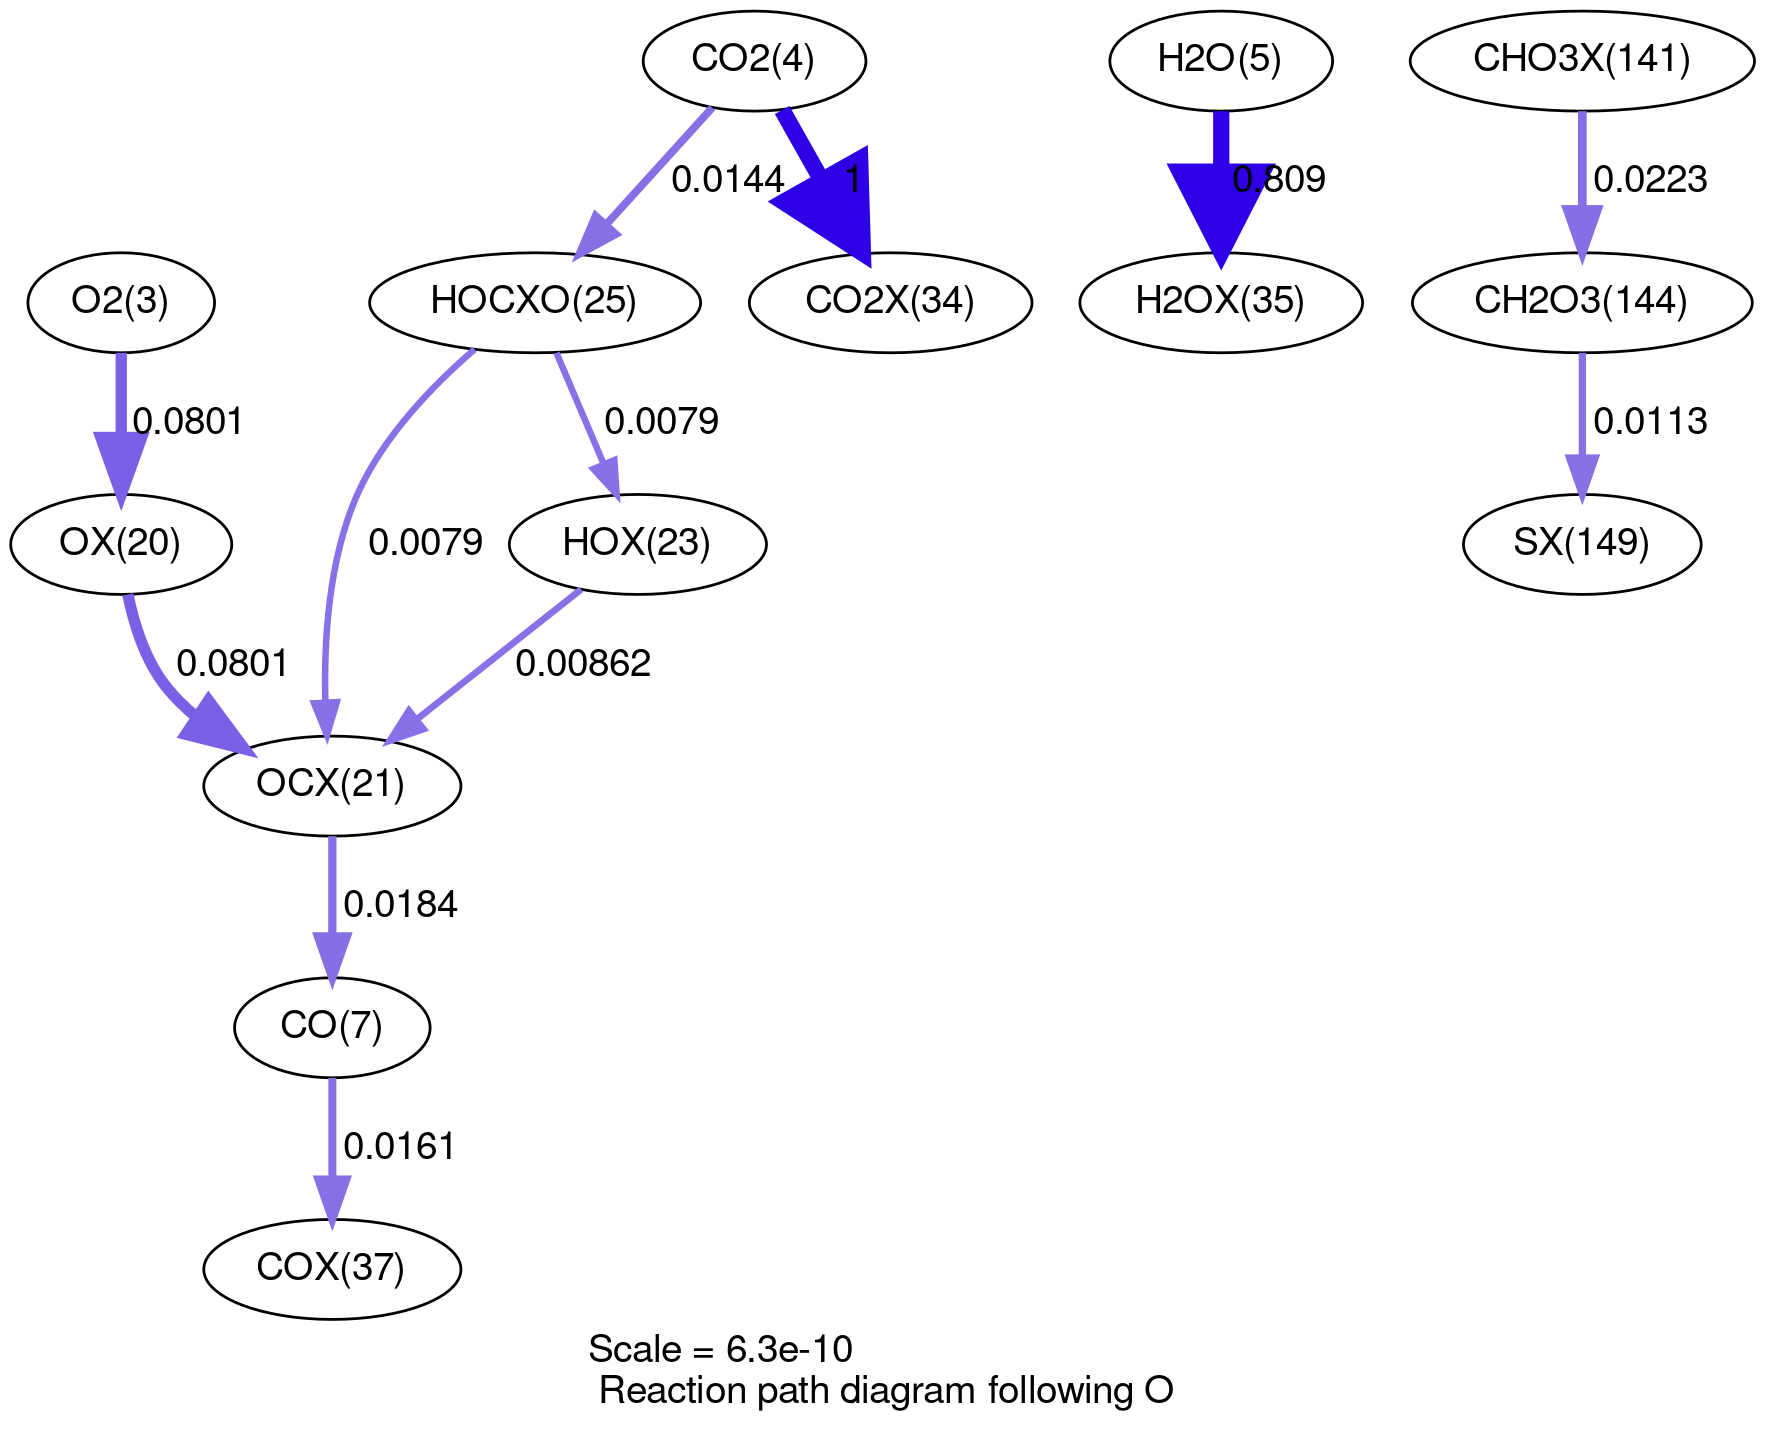 CO2(4)
H2O(5)
CHO3X(141)
0.0144
1
0.809
0.0223
O2(3)
HOCXO(25)
CO2X(34)
H2OX(35)
CH2O3(144)
0.0801
0.0079
0.0113
OX(20)
0.0079
HOX(23)
SX(149)
0.0801
0.00862
OCX(21)
0.0184
CO(7)
0.0161
COX(37)
Scale = 6.3e-10
Reaction path diagram following O